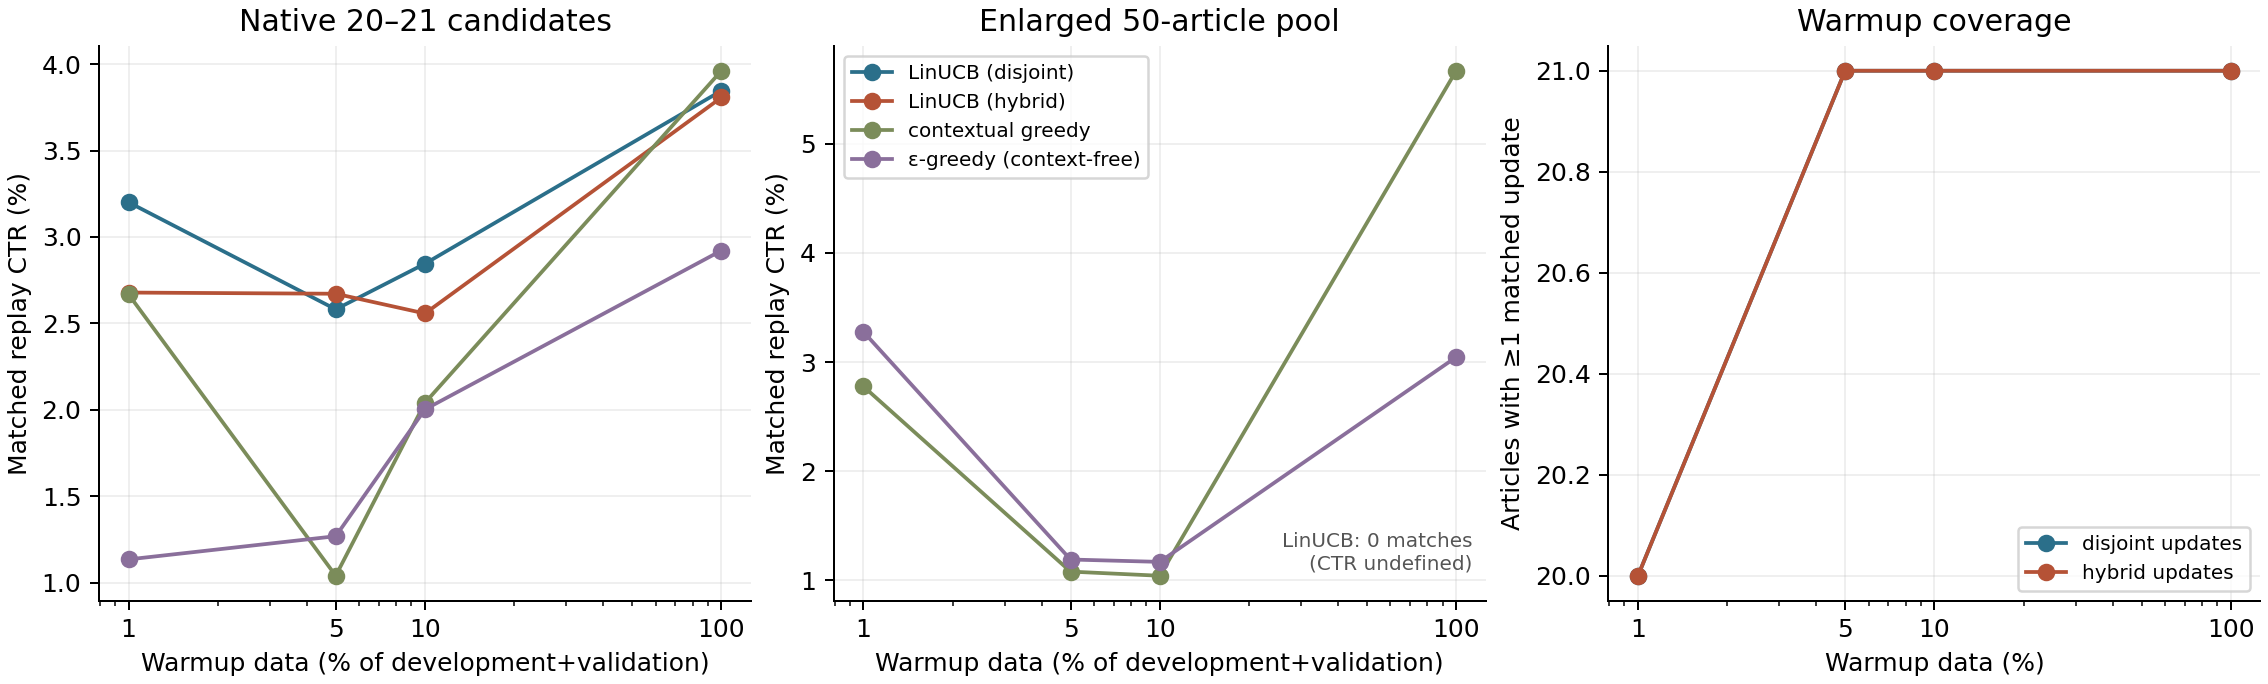 Native 20–21 candidates
Matched replay CTR (%)
4.0
3.5
3.0
2.5
2.0
1.5
1.0
1
5
10
100
Warmup data (% of development+validation)
Enlarged 50-article pool
Matched replay CTR (%)
LinUCB (disjoint)
LinUCB (hybrid)
contextual greedy
ε-greedy (context-free)
5
4
3
2
1
LinUCB: 0 matches
(CTR undefined)
1
5
10
100
Warmup data (% of development+validation)
Warmup coverage
Articles with ≥1 matched update
21.0
20.8
20.6
20.4
20.2
20.0
disjoint updates
hybrid updates
1
5
10
100
Warmup data (%)